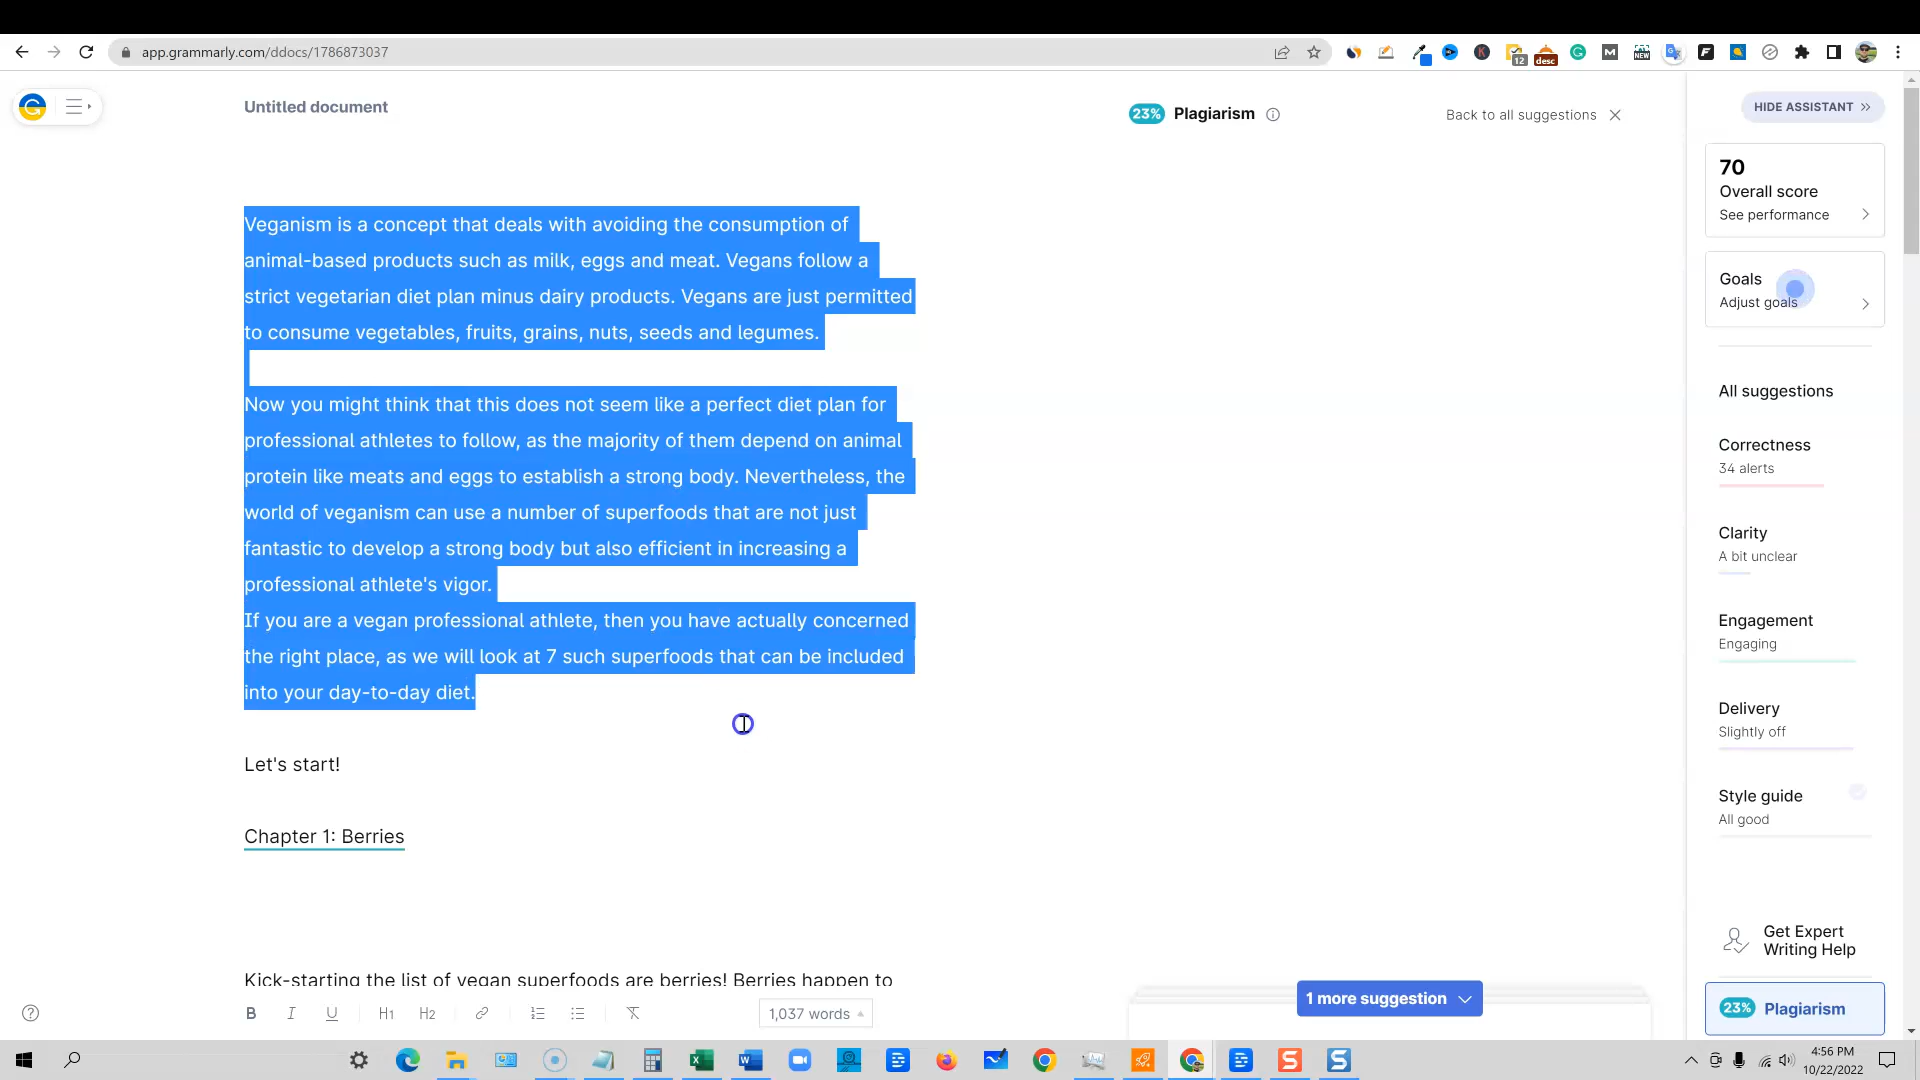 app.grammarly.com/ddocs/1786873037
12
desc
NEW
Untitled document
23% Plagiarism
Back to all suggestions
HIDE ASSISTANT
Veganism is a concept that deals with avoiding the consumption of
animal-based products such as milk, eggs and meat. Vegans follow a
strict vegetarian diet plan minus dairy products. Vegans are just permitted
to consume vegetables, fruits, grains, nuts, seeds and legumes.
Now you might think that this does not seem like a perfect diet plan for
professional athletes to follow, as the majority of them depend on animal
protein like meats and eggs to establish a strong body. Nevertheless, the
world of veganism can use a number of superfoods that are not just
fantastic to develop a strong body but also efficient in increasing a
professional athlete's vigor.
If you are a vegan professional athlete, then you have actually concerned
the right place, as we will look at 7 such superfoods that can be included
into your day-to-day diet.
Let's start!
Chapter 1: Berries
Kick-starting the list of vegan superfoods are berries! Berries happen to
B I U H1 H2
1,037 words
1 more suggestion
70
Overall score
See performance
Goals
Adjust goals
All suggestions
Correctness
34 alerts
Clarity
A bit unclear
Engagement
Engaging
Delivery
Slightly off
Style guide
All good
Get Expert
Writing Help
23% Plagiarism
4:56 PM
10/22/2022